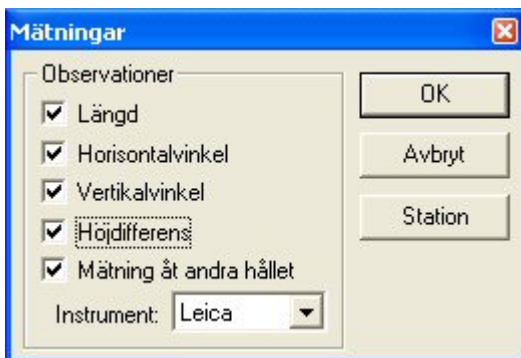 Mätningar
Observationer
Längd
Horisontalvinkel
Vertikalvinkel
Höjdifferens
Mätning åt andra hållet
Instrument: Leica
OK
Avbryt
Station